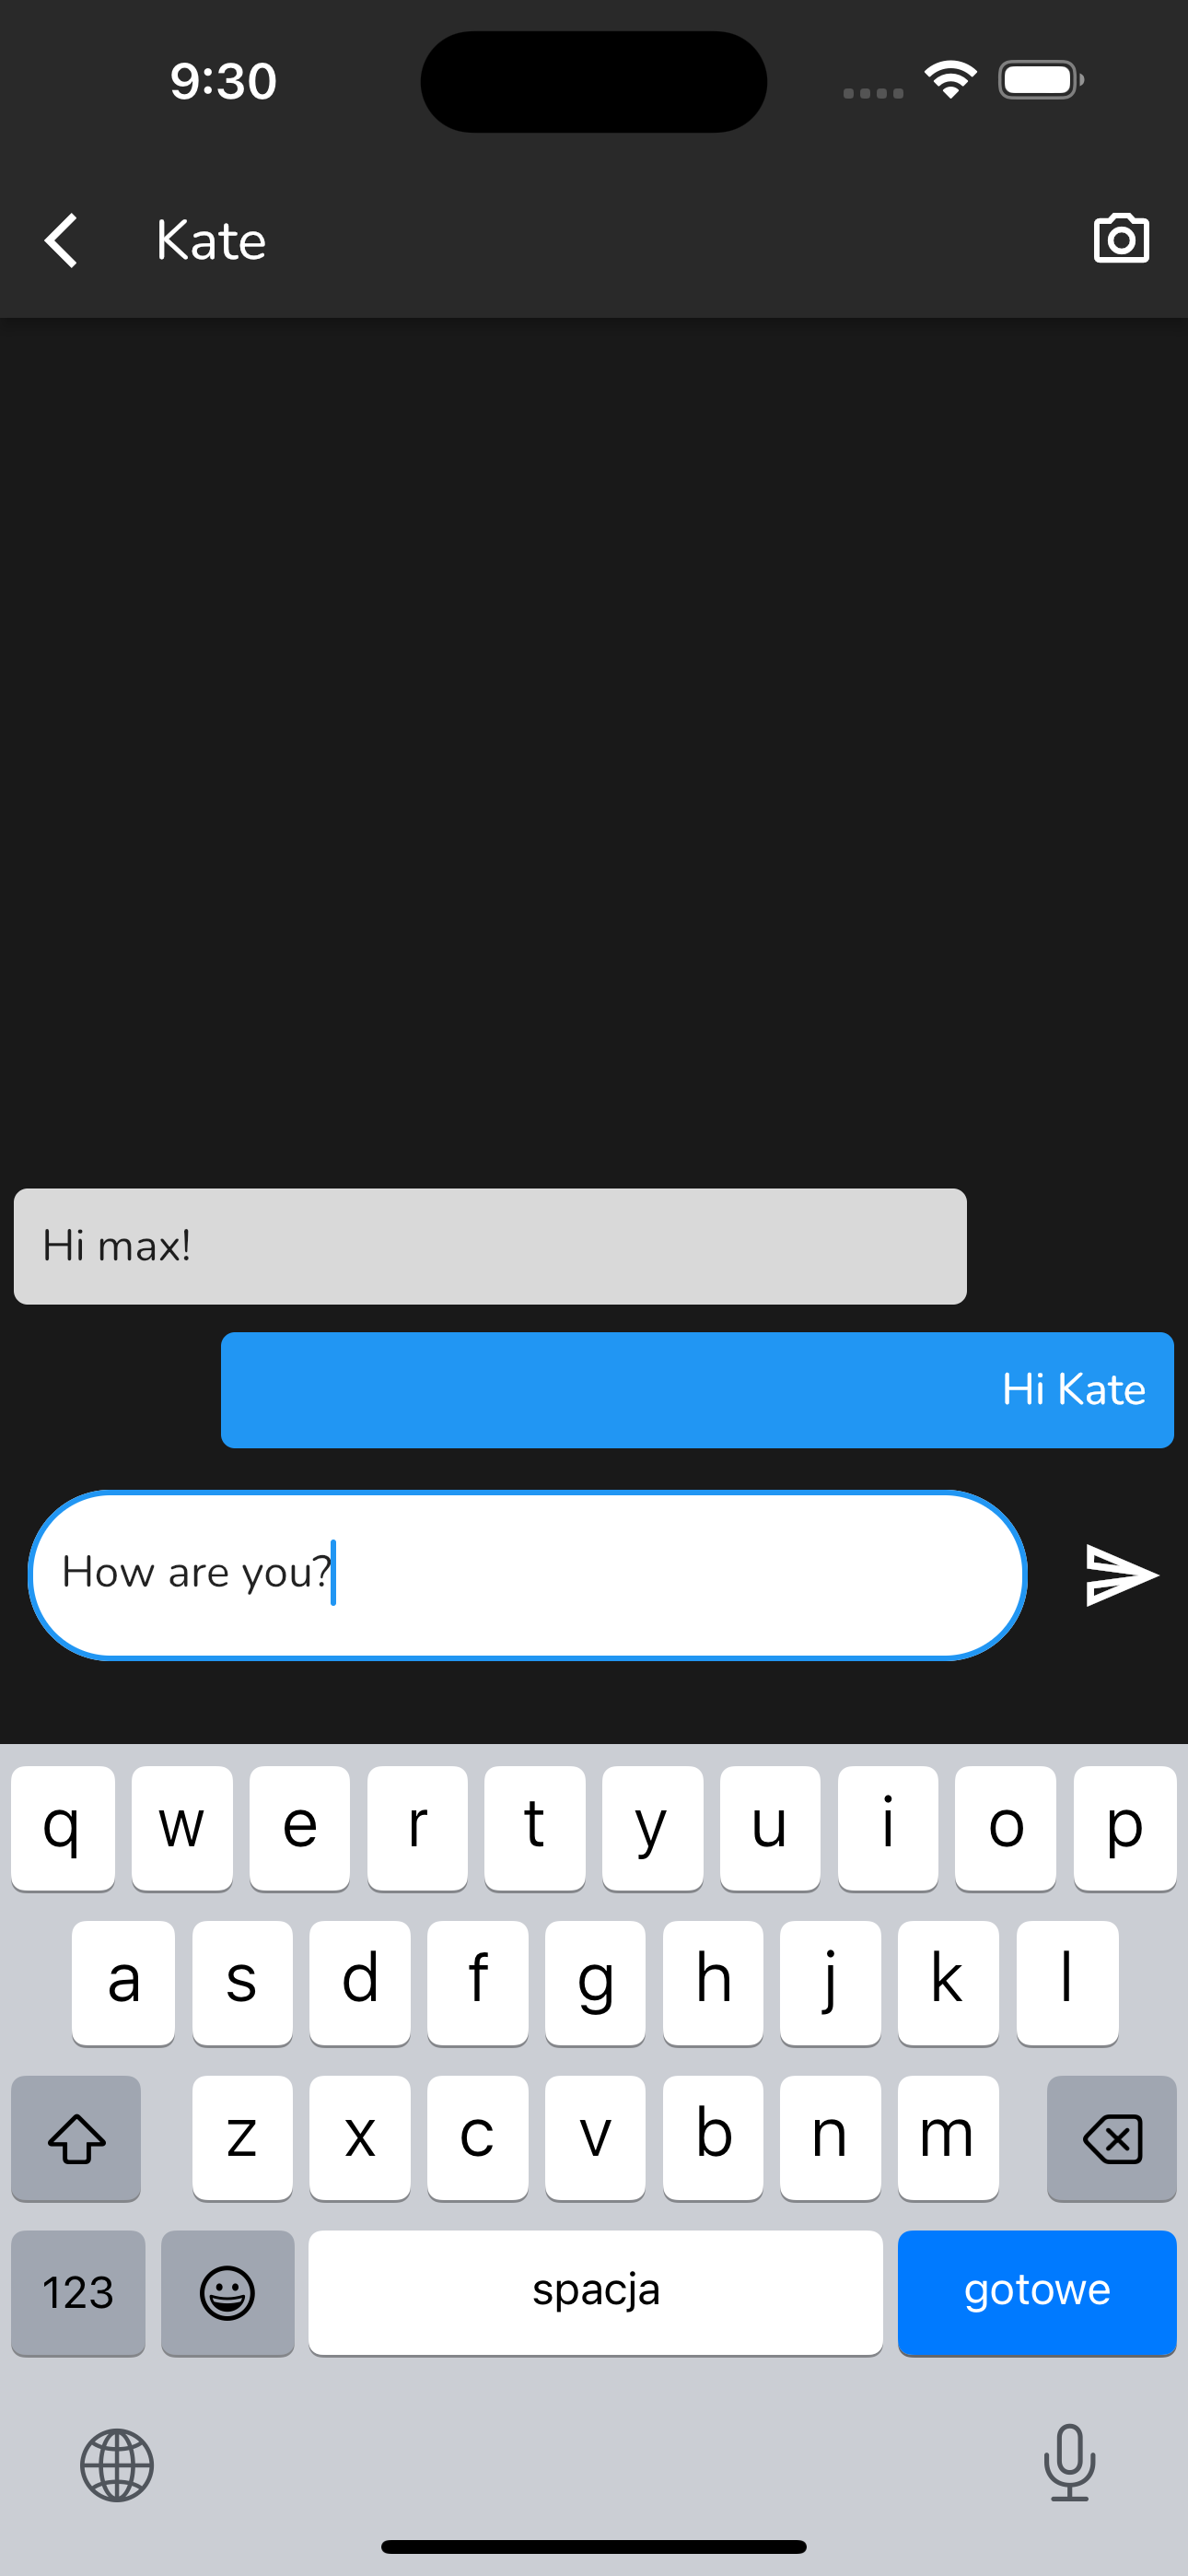 9:30
Kate
Hi max!
Hi Kate
How are you?
q w e r t y u i o p
a s d f g h j k l
z x c v b n m
123 spacja gotowe